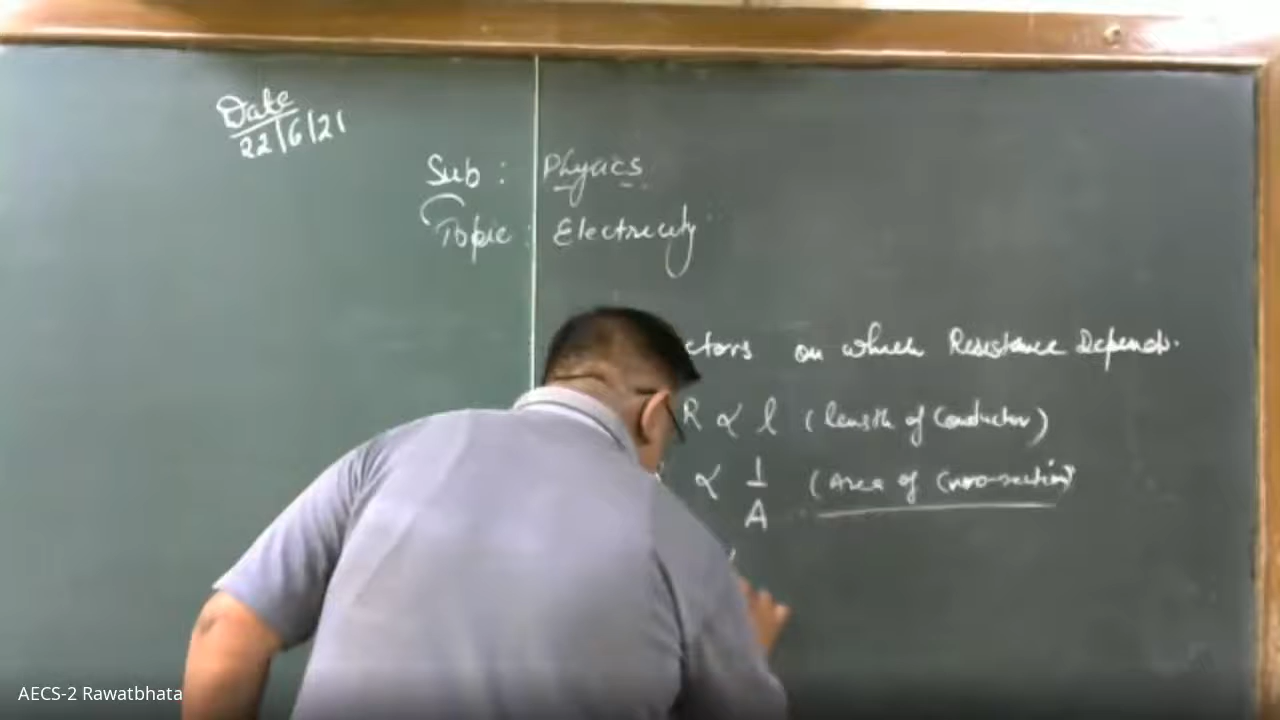 Date
22/6/21
Sub : Physics
Topic : Electricity
ctors on which Resistance Depends.
R ∝ l (length of Conductor)
∝ 1/A (Area of Cross-section)
AECS-2 Rawatbhata